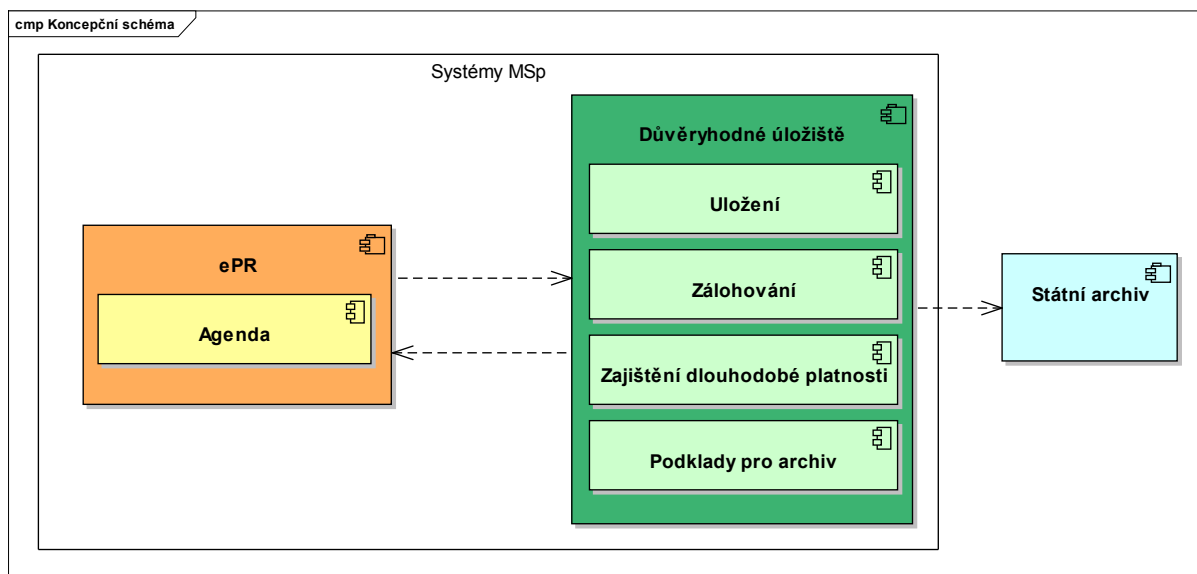 cmp Koncepční schéma
Systémy MSp
ePR
Agenda
Důvěryhodné úložiště
Uložení
Zálohování
Zajištění dlouhodobé platnosti
Podklady pro archiv
Státní archiv